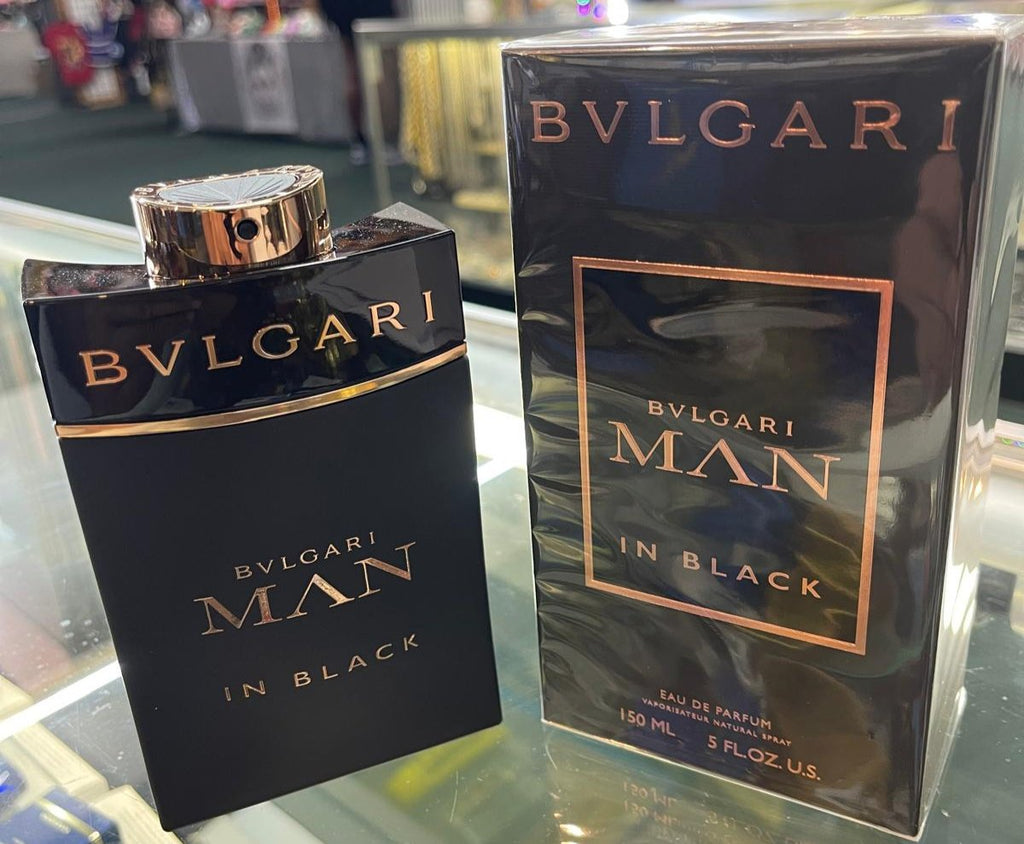 BVLGARI
BVLGARI
MAN
IN BLACK
BVLGARI
BVLGARI
MAN
IN BLACK
EAU DE PARFUM
VAPORISATEUR NATURAL SPRAY
150 ML 5 FL.OZ. U.S.